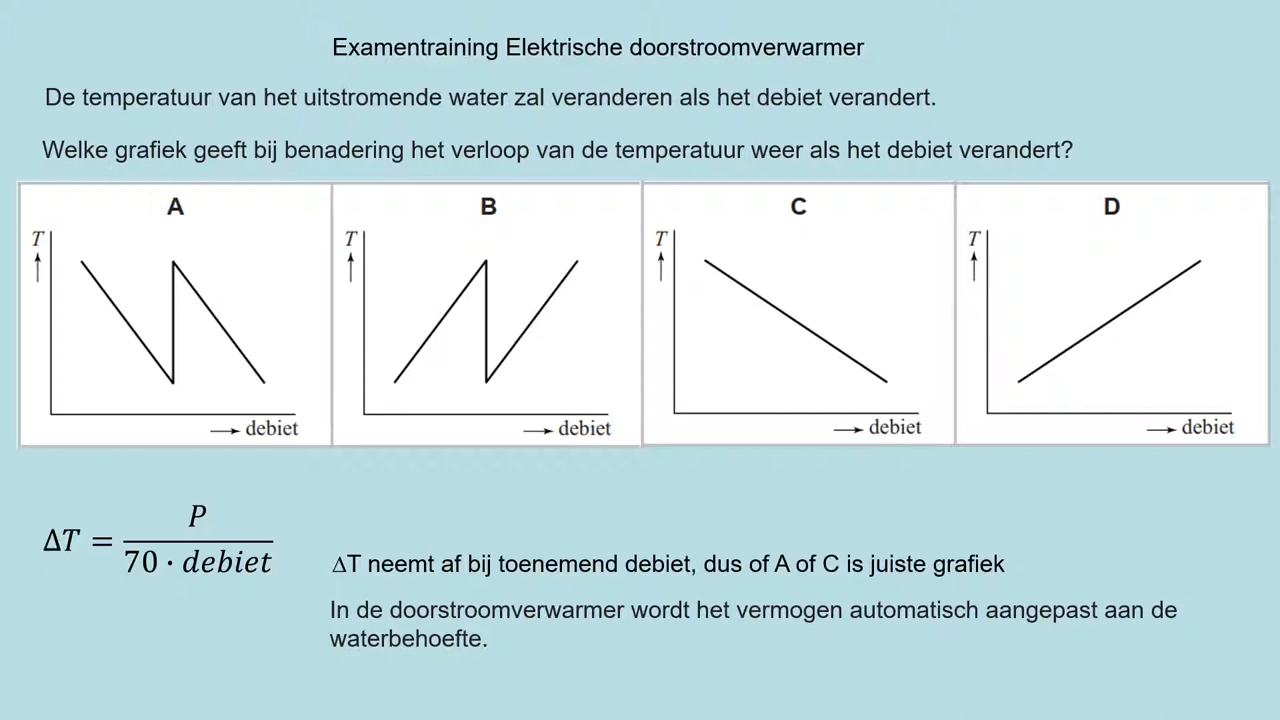 Examentraining Elektrische doorstroomverwarmer
De temperatuur van het uitstromende water zal veranderen als het debiet verandert.
Welke grafiek geeft bij benadering het verloop van de temperatuur weer als het debiet verandert?
A
B
C
D
T
T
T
T
debiet
debiet
debiet
debiet
ΔT = P / 70 · debiet
ΔT neemt af bij toenemend debiet, dus of A of C is juiste grafiek
In de doorstroomverwarmer wordt het vermogen automatisch aangepast aan de
waterbehoefte.